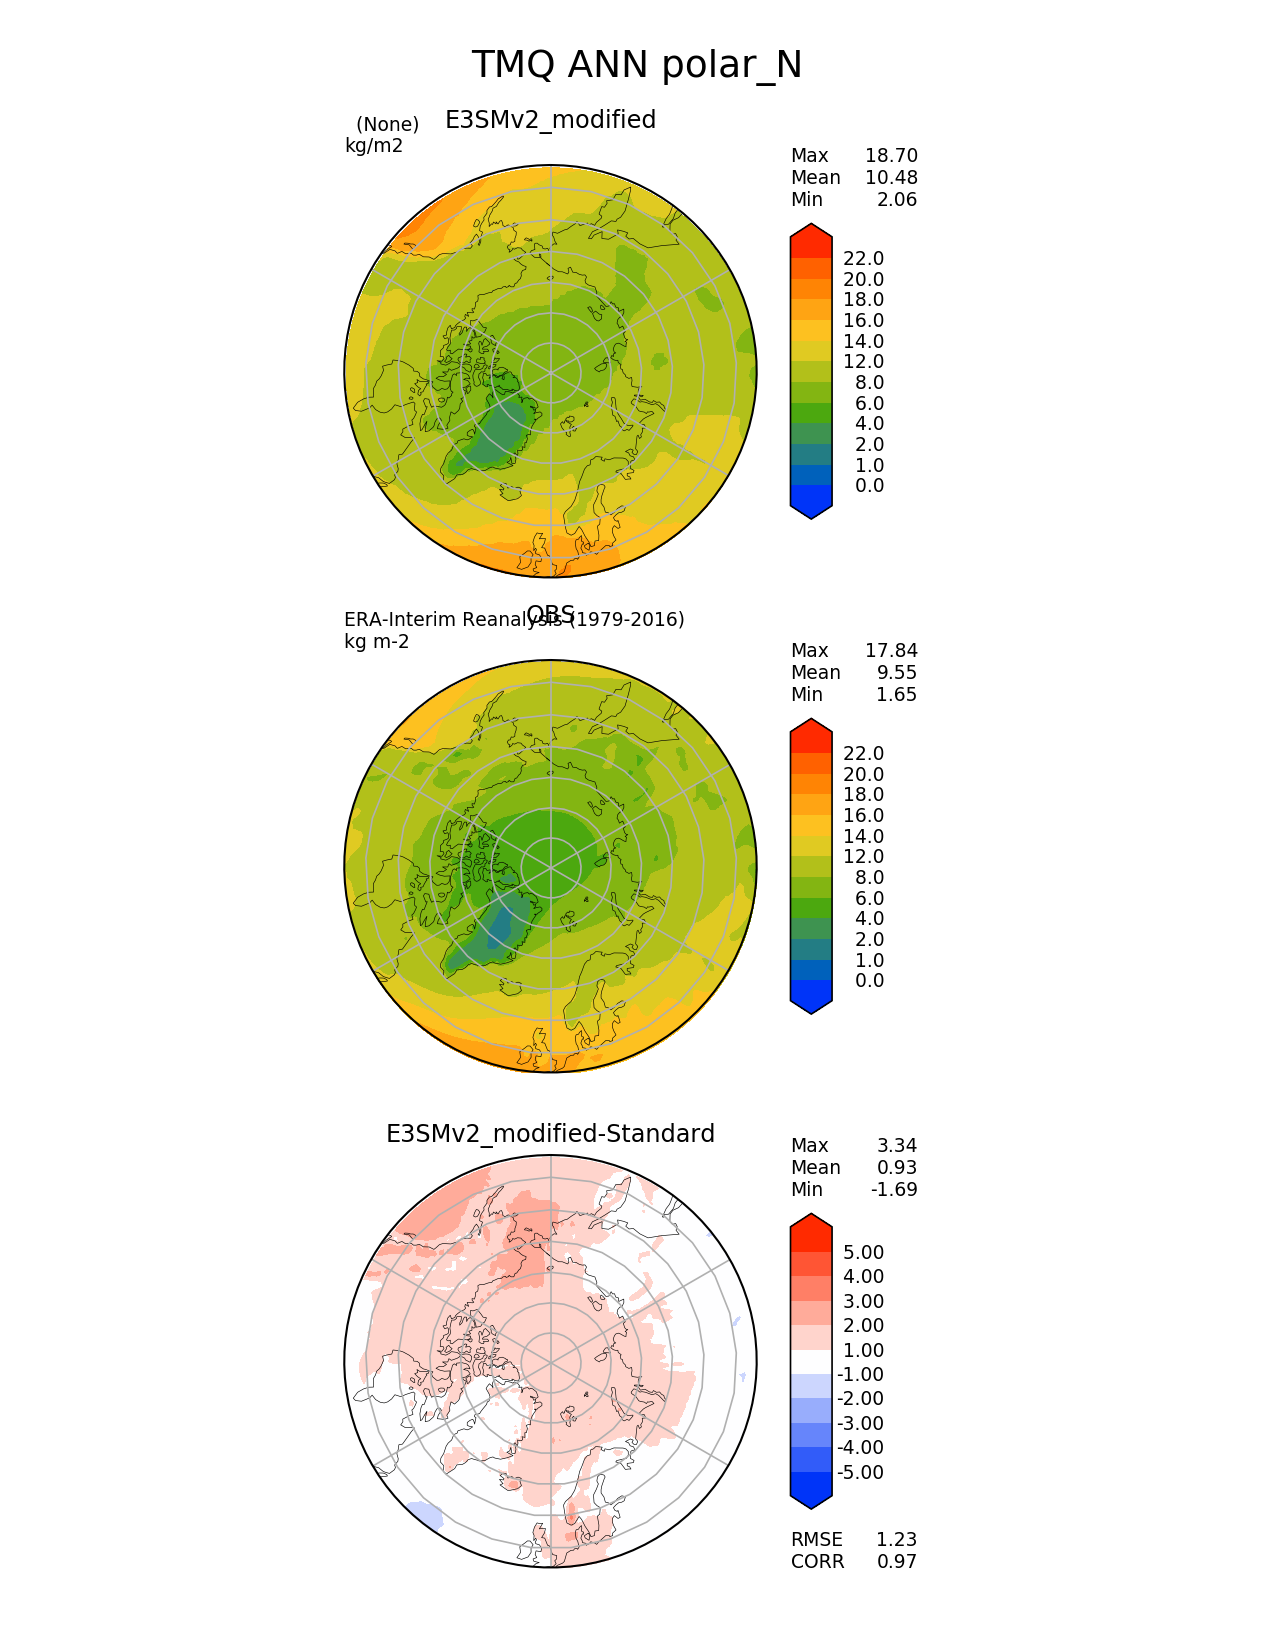 TMQ ANN polar_N
E3SMv2_modified
(None)
kg/m2
Max 18.70
Mean 10.48
Min 2.06
22.0
20.0
18.0
16.0
14.0
12.0
8.0
6.0
4.0
2.0
1.0
0.0
OBS
ERA-Interim Reanalysis (1979-2016)
kg m-2
Max 17.84
Mean 9.55
Min 1.65
22.0
20.0
18.0
16.0
14.0
12.0
8.0
6.0
4.0
2.0
1.0
0.0
E3SMv2_modified-Standard
Max 3.34
Mean 0.93
Min -1.69
5.00
4.00
3.00
2.00
1.00
-1.00
-2.00
-3.00
-4.00
-5.00
RMSE 1.23
CORR 0.97